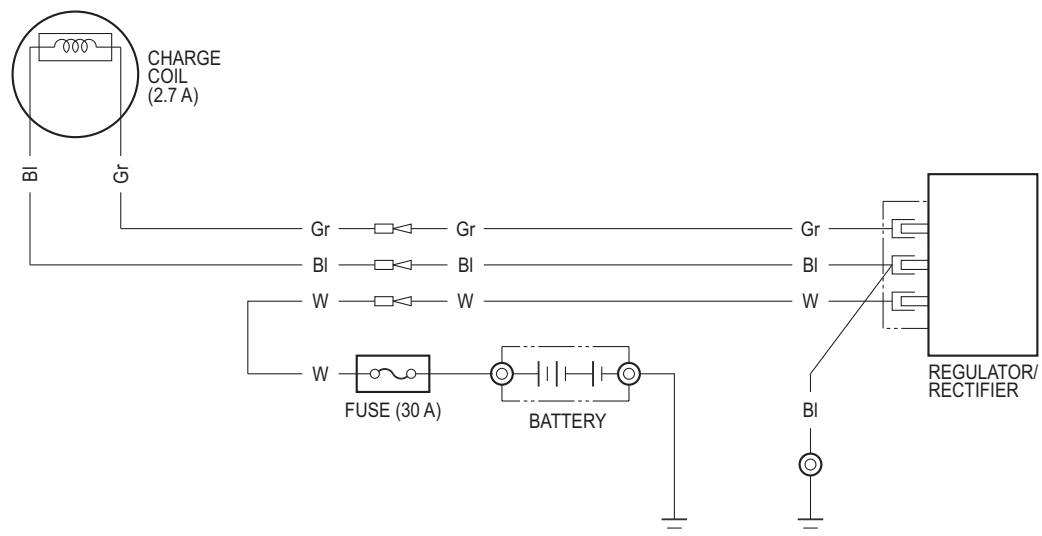 CHARGE
COIL
(2.7 A)
Bl
Gr
Gr
Gr
Gr
Bl
Bl
Bl
W
W
W
W
FUSE (30 A)
BATTERY
REGULATOR/
RECTIFIER
Bl